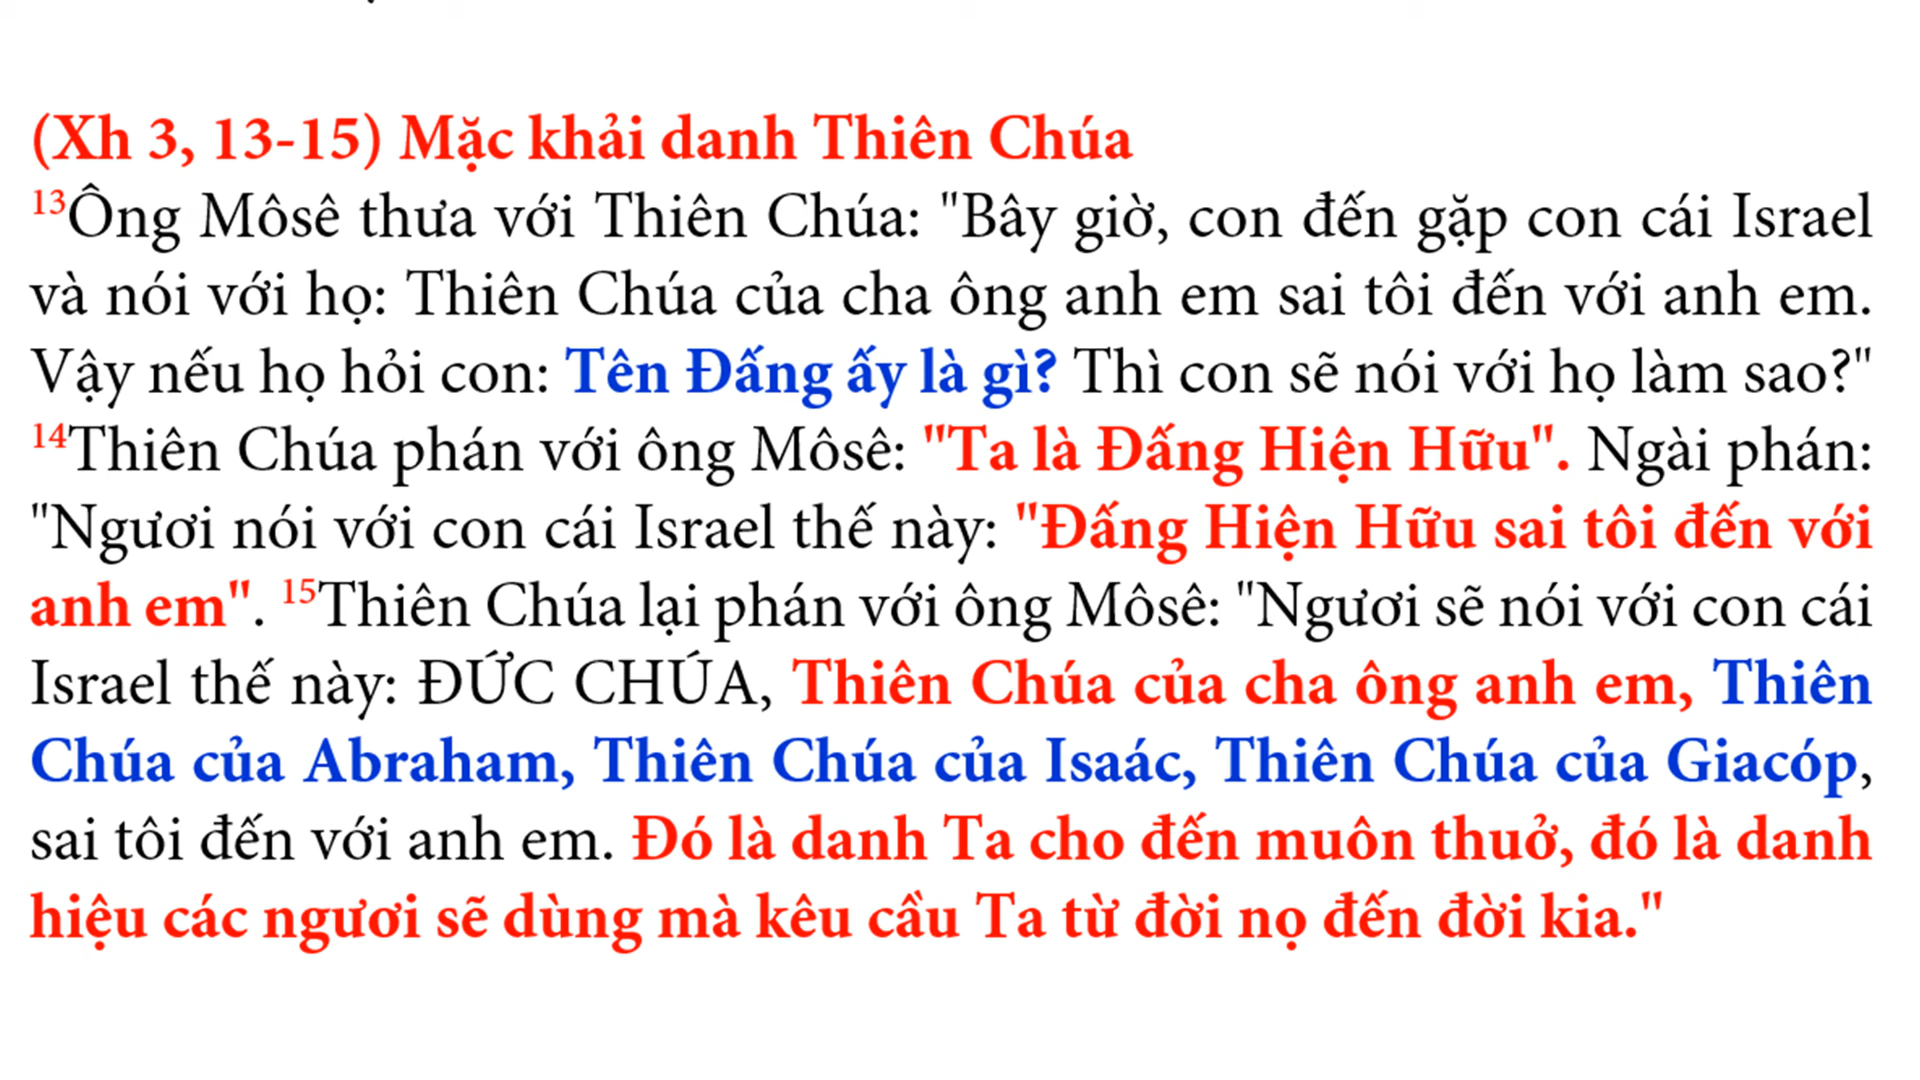 (Xh 3, 13-15) Mặc khải danh Thiên Chúa
13Ông Môsê thưa với Thiên Chúa: "Bây giờ, con đến gặp con cái Israel
và nói với họ: Thiên Chúa của cha ông anh em sai tôi đến với anh em.
Vậy nếu họ hỏi con: Tên Đấng ấy là gì? Thì con sẽ nói với họ làm sao?"
14Thiên Chúa phán với ông Môsê: "Ta là Đấng Hiện Hữu". Ngài phán:
"Ngươi nói với con cái Israel thế này: "Đấng Hiện Hữu sai tôi đến với
anh em". 15Thiên Chúa lại phán với ông Môsê: "Ngươi sẽ nói với con cái
Israel thế này: ĐỨC CHÚA, Thiên Chúa của cha ông anh em, Thiên
Chúa của Abraham, Thiên Chúa của Isaác, Thiên Chúa của Giacóp,
sai tôi đến với anh em. Đó là danh Ta cho đến muôn thuở, đó là danh
hiệu các ngươi sẽ dùng mà kêu cầu Ta từ đời nọ đến đời kia."